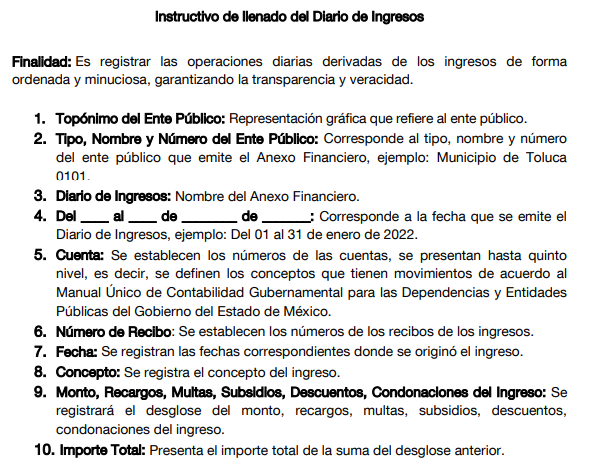 Instructivo de llenado del Diario de Ingresos
Finalidad: Es registrar las operaciones diarias derivadas de los ingresos de forma
ordenada y minuciosa, garantizando la transparencia y veracidad.
1. Topónimo del Ente Público: Representación gráfica que refiere al ente público.
2. Tipo, Nombre y Número del Ente Público: Corresponde al tipo, nombre y número
del ente público que emite el Anexo Financiero, ejemplo: Municipio de Toluca
0101.
3. Diario de Ingresos: Nombre del Anexo Financiero.
4. Del ____ al ____ de ________ de _______: Corresponde a la fecha que se emite el
Diario de Ingresos, ejemplo: Del 01 al 31 de enero de 2022.
5. Cuenta: Se establecen los números de las cuentas, se presentan hasta quinto
nivel, es decir, se definen los conceptos que tienen movimientos de acuerdo al
Manual Único de Contabilidad Gubernamental para las Dependencias y Entidades
Públicas del Gobierno del Estado de México.
6. Número de Recibo: Se establecen los números de los recibos de los ingresos.
7. Fecha: Se registran las fechas correspondientes donde se originó el ingreso.
8. Concepto: Se registra el concepto del ingreso.
9. Monto, Recargos, Multas, Subsidios, Descuentos, Condonaciones del Ingreso: Se
registrará el desglose del monto, recargos, multas, subsidios, descuentos,
condonaciones del ingreso.
10. Importe Total: Presenta el importe total de la suma del desglose anterior.